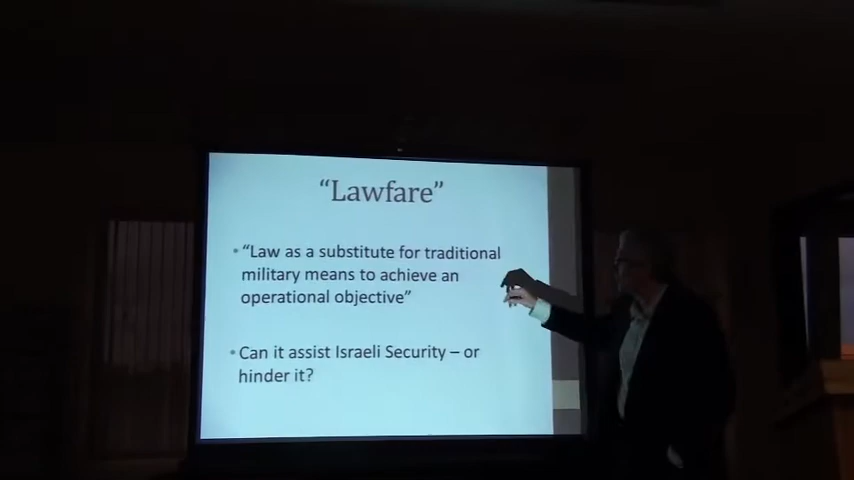 “Lawfare”
• “Law as a substitute for traditional
military means to achieve an
operational objective”
• Can it assist Israeli Security – or
hinder it?